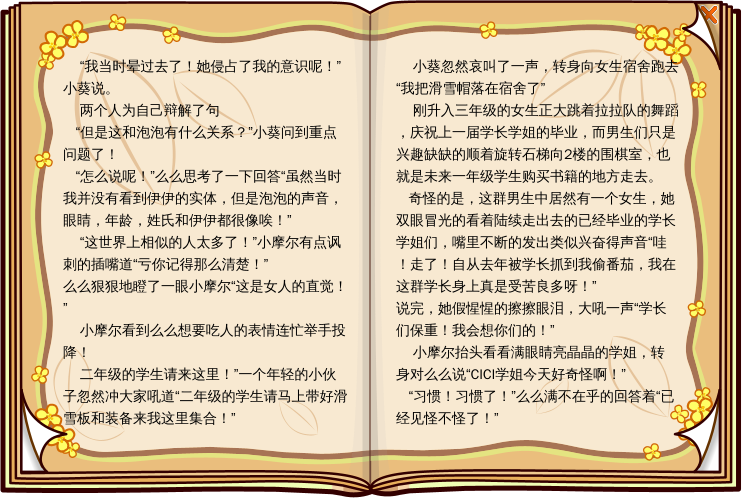 “我当时晕过去了！她侵占了我的意识呢！”
小葵说。
两个人为自己辩解了句
“但是这和泡泡有什么关系？”小葵问到重点
问题了！
“怎么说呢！”么么思考了一下回答“虽然当时
我并没有看到伊伊的实体，但是泡泡的声音，
眼睛，年龄，姓氏和伊伊都很像唉！”
“这世界上相似的人太多了！”小摩尔有点讽
刺的插嘴道“亏你记得那么清楚！”
么么狠狠地瞪了一眼小摩尔“这是女人的直觉！
”
小摩尔看到么么想要吃人的表情连忙举手投
降！
二年级的学生请来这里！”一个年轻的小伙
子忽然冲大家吼道“二年级的学生请马上带好滑
雪板和装备来我这里集合！”
小葵忽然哀叫了一声，转身向女生宿舍跑去
“我把滑雪帽落在宿舍了”
刚升入三年级的女生正大跳着拉拉队的舞蹈
，庆祝上一届学长学姐的毕业，而男生们只是
兴趣缺缺的顺着旋转石梯向2楼的围棋室，也
就是未来一年级学生购买书籍的地方走去。
奇怪的是，这群男生中居然有一个女生，她
双眼冒光的看着陆续走出去的已经毕业的学长
学姐们，嘴里不断的发出类似兴奋得声音“哇
！走了！自从去年被学长抓到我偷番茄，我在
这群学长身上真是受苦良多呀！”
说完，她假惺惺的擦擦眼泪，大吼一声“学长
们保重！我会想你们的！”
小摩尔抬头看看满眼睛亮晶晶的学姐，转
身对么么说“CICI学姐今天好奇怪啊！”
“习惯！习惯了！”么么满不在乎的回答着“已
经见怪不怪了！”